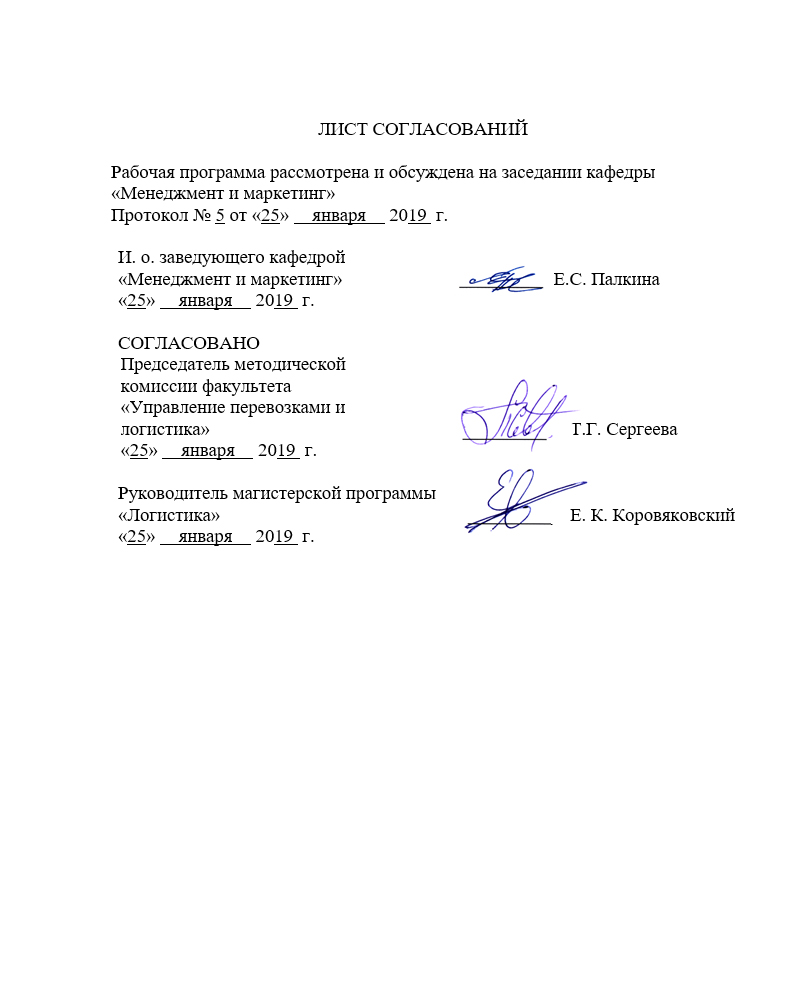 ЛИСТ СОГЛАСОВАНИЙ
Рабочая программа рассмотрена и обсуждена на заседании кафедры
«Менеджмент и маркетинг»
Протокол № 5 от «25» января 2019 г.
И. о. заведующего кафедрой
«Менеджмент и маркетинг» Е.С. Палкина
«25» января 2019 г.
СОГЛАСОВАНО
Председатель методической
комиссии факультета
«Управление перевозками и
логистика» Г.Г. Сергеева
«25» января 2019 г.
Руководитель магистерской программы
«Логистика» Е. К. Коровяковский
«25» января 2019 г.